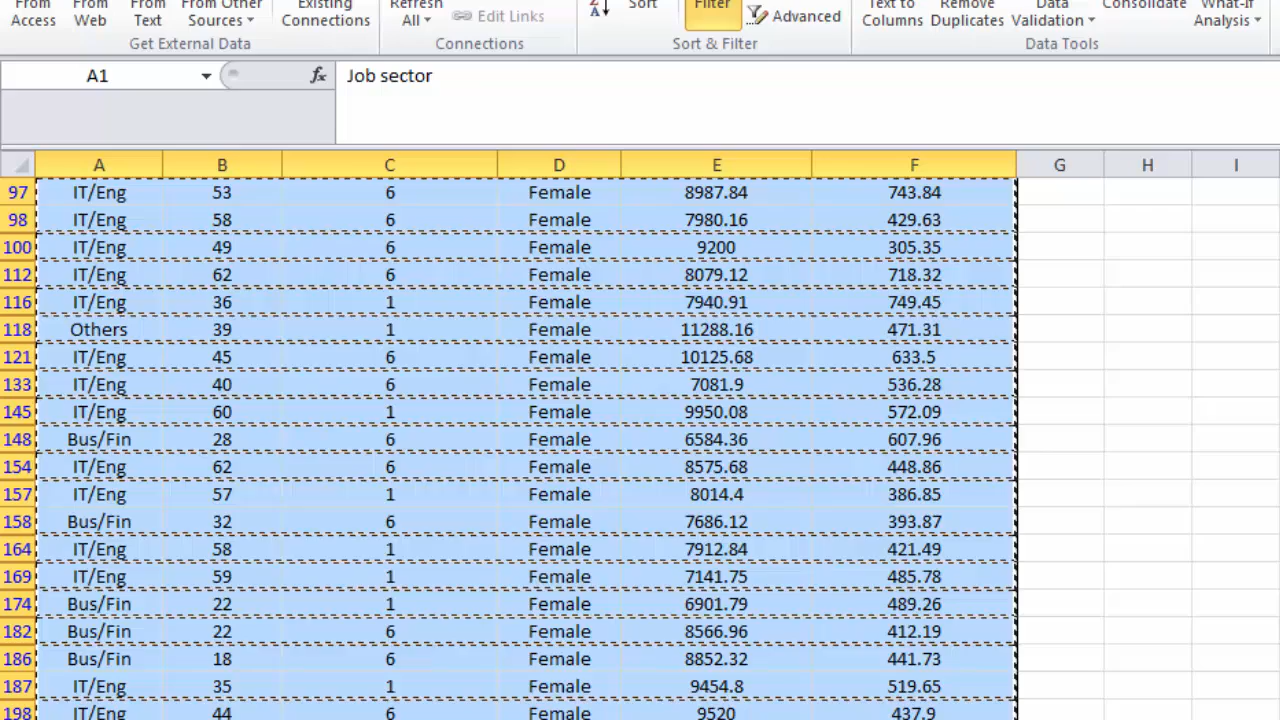 From From From From Other Existing Refresh Sort Filter Text to Remove Data Consolidate What-If
Access Web Text Sources Connections All Edit Links Advanced Columns Duplicates Validation Analysis
Get External Data Connections Sort & Filter Data Tools
A1 fx Job sector
A B C D E F G H I
97 IT/Eng 53 6 Female 8987.84 743.84
98 IT/Eng 58 6 Female 7980.16 429.63
100 IT/Eng 49 6 Female 9200 305.35
112 IT/Eng 62 6 Female 8079.12 718.32
116 IT/Eng 36 1 Female 7940.91 749.45
118 Others 39 1 Female 11288.16 471.31
121 IT/Eng 45 6 Female 10125.68 633.5
133 IT/Eng 40 6 Female 7081.9 536.28
145 IT/Eng 60 1 Female 9950.08 572.09
148 Bus/Fin 28 6 Female 6584.36 607.96
154 IT/Eng 62 6 Female 8575.68 448.86
157 IT/Eng 57 1 Female 8014.4 386.85
158 Bus/Fin 32 6 Female 7686.12 393.87
164 IT/Eng 58 1 Female 7912.84 421.49
169 IT/Eng 59 1 Female 7141.75 485.78
174 Bus/Fin 22 1 Female 6901.79 489.26
182 Bus/Fin 22 6 Female 8566.96 412.19
186 Bus/Fin 18 6 Female 8852.32 441.73
187 IT/Eng 35 1 Female 9454.8 519.65
198 IT/Eng 44 6 Female 9520 437.9